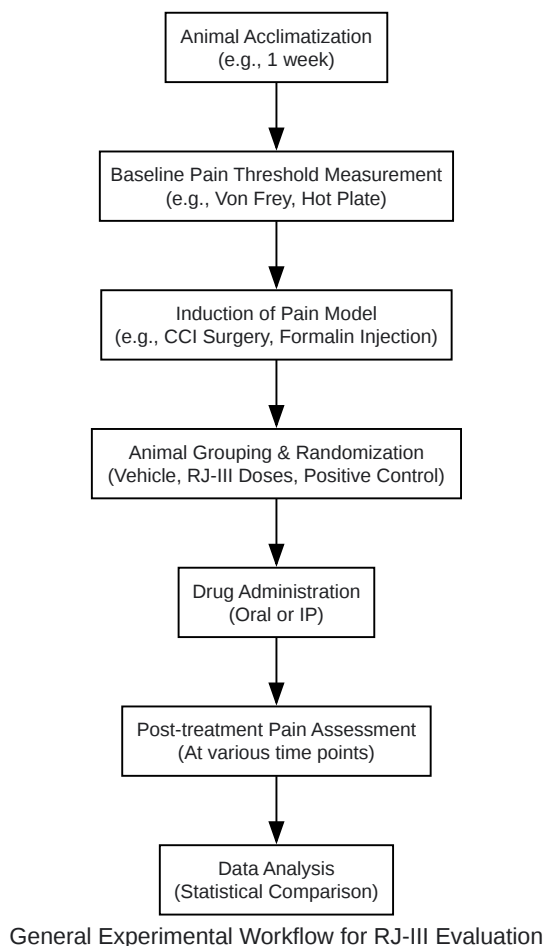 Animal Acclimatization
(e.g., 1 week)
Baseline Pain Threshold Measurement
(e.g., Von Frey, Hot Plate)
Induction of Pain Model
(e.g., CCI Surgery, Formalin Injection)
Animal Grouping & Randomization
(Vehicle, RJ-III Doses, Positive Control)
Drug Administration
(Oral or IP)
Post-treatment Pain Assessment
(At various time points)
Data Analysis
(Statistical Comparison)
General Experimental Workflow for RJ-III Evaluation